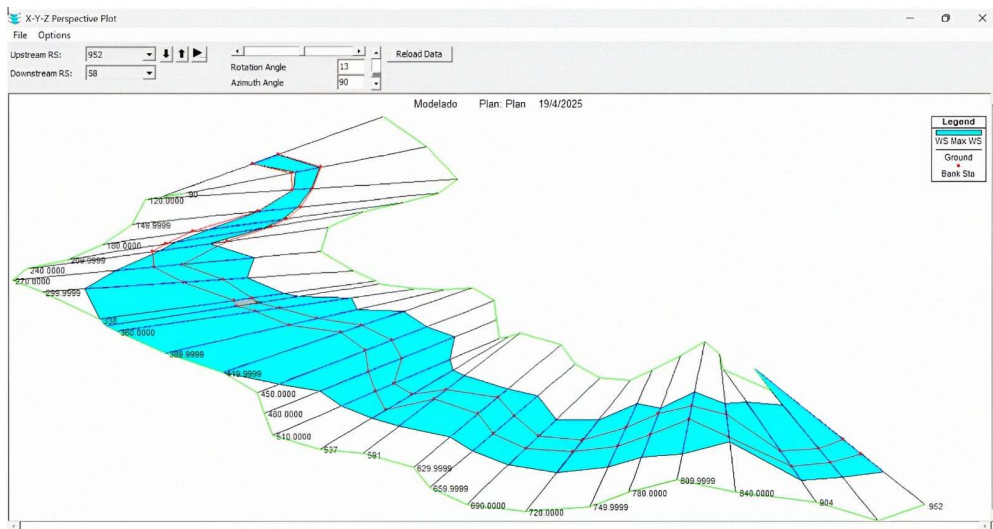 X-Y-Z Perspective Plot
File Options
Upstream RS: 952
Downstream RS: 58
Rotation Angle 13
Azimuth Angle 90
Reload Data
Modelado Plan: Plan 19/4/2025
Legend
WS Max WS
Ground
Bank Sta
90
120.0000
149.9999
180.0000
209.9999
240.0000
270.0000
299.9999
338
360.0000
389.9999
419.9999
450.0000
480.0000
510.0000
537
591
629.9999
659.9999
690.0000
720.0000
749.9999
780.0000
809.9999
840.0000
904
952